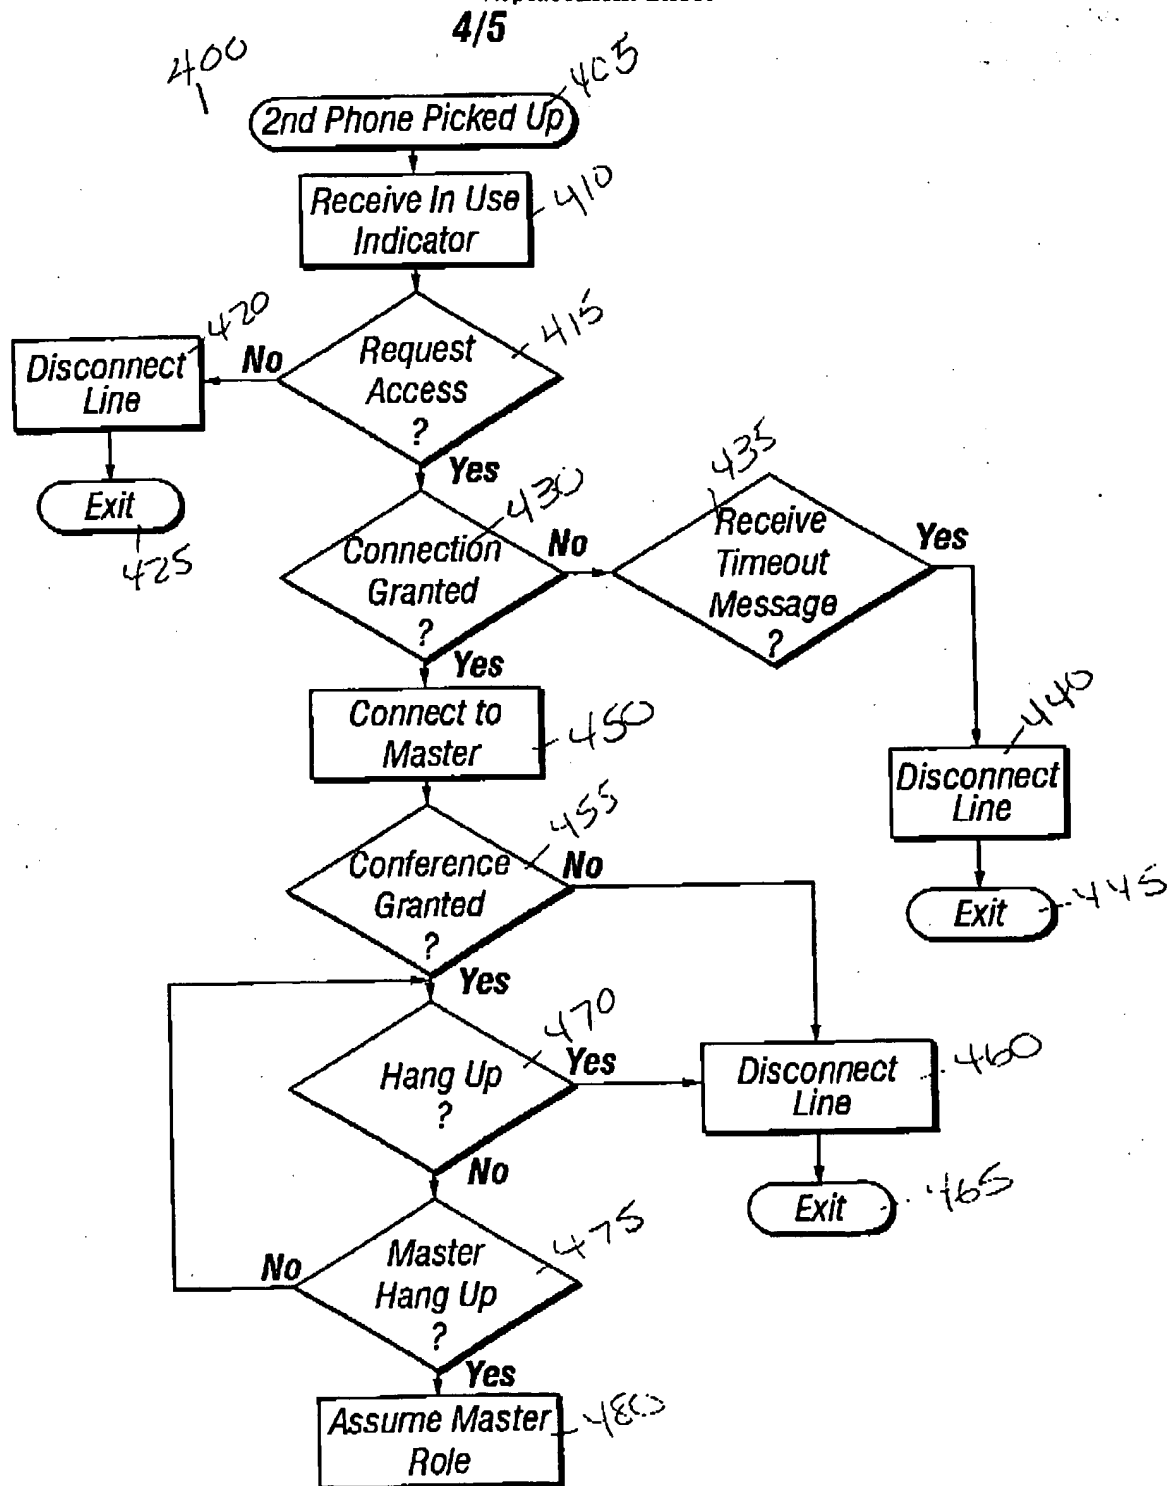 4/5
400
2nd Phone Picked Up
405
Receive In Use
Indicator
410
Request
Access
?
415
No
Disconnect
Line
420
Exit
425
Yes
Connection
Granted
?
430
No
Receive
Timeout
Message
?
435
Yes
Disconnect
Line
440
Exit
445
Yes
Connect to
Master
450
Conference
Granted
?
455
No
Yes
Hang Up
?
470
Yes
Disconnect
Line
460
Exit
465
No
Master
Hang Up
?
475
No
Yes
Assume Master
Role
480